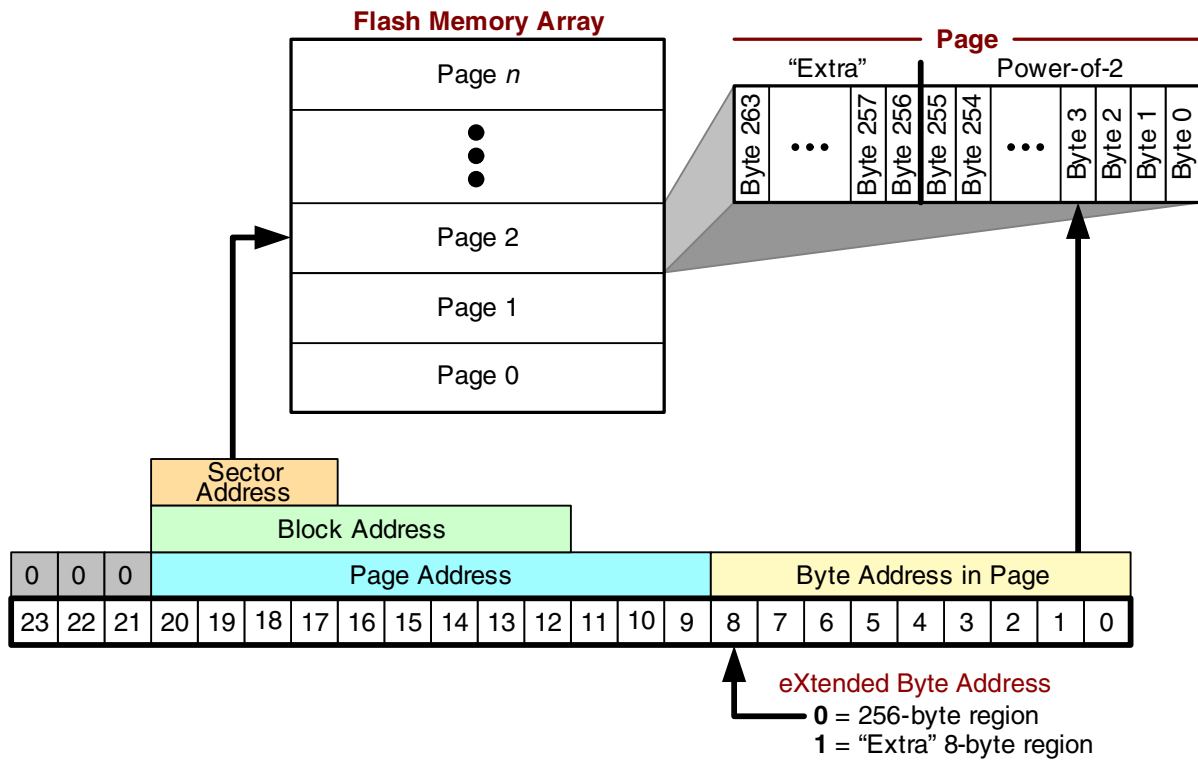 Flash Memory Array
Page n
Page 2
Page 1
Page 0
Page
“Extra”
Power-of-2
Byte 263
•••
Byte 257
Byte 256
Byte 255
Byte 254
•••
Byte 3
Byte 2
Byte 1
Byte 0
Sector
Address
Block Address
0 0 0 Page Address Byte Address in Page
23 22 21 20 19 18 17 16 15 14 13 12 11 10 9 8 7 6 5 4 3 2 1 0
eXtended Byte Address
0 = 256-byte region
1 = “Extra” 8-byte region